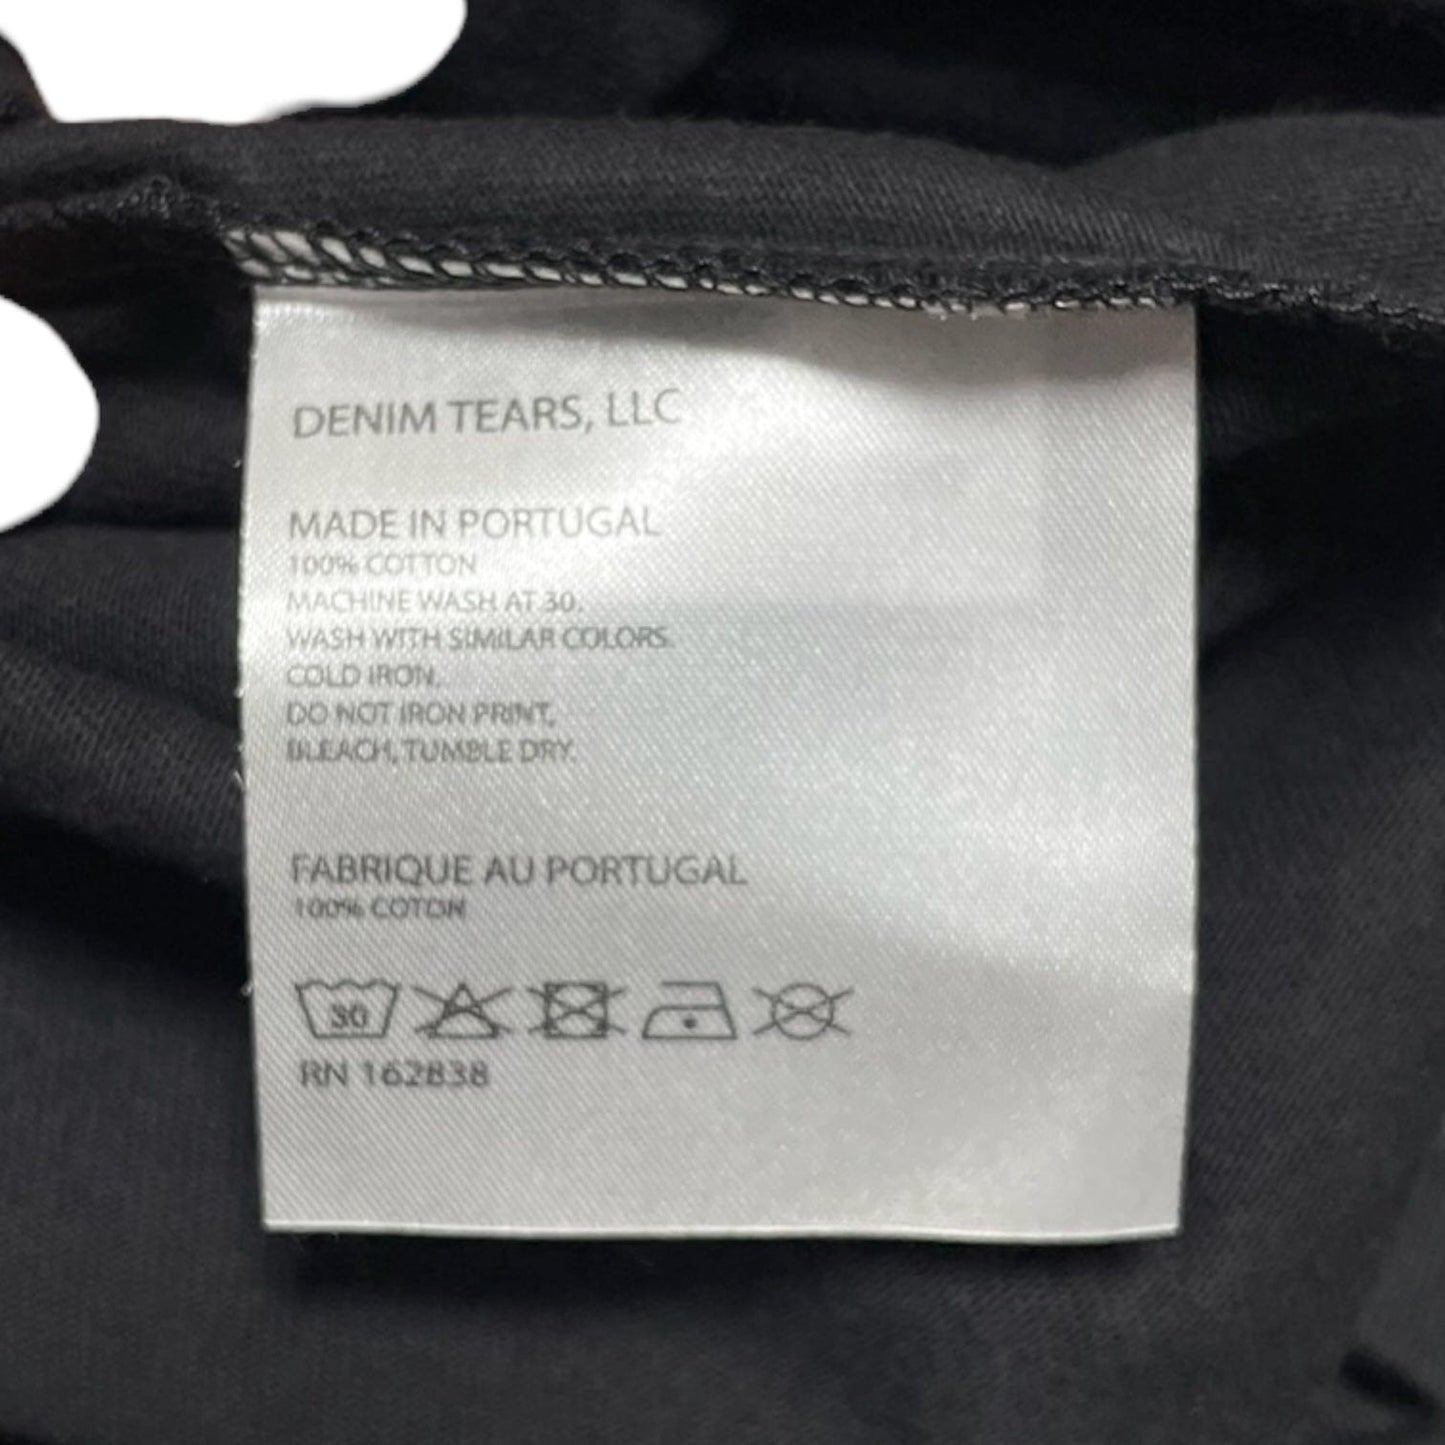 DENIM TEARS, LLC
MADE IN PORTUGAL
100% COTTON
MACHINE WASH AT 30.
WASH WITH SIMILAR COLORS.
COLD IRON.
DO NOT IRON PRINT.
BLEACH, TUMBLE DRY.
FABRIQUE AU PORTUGAL
100% COTON
30
RN 162838